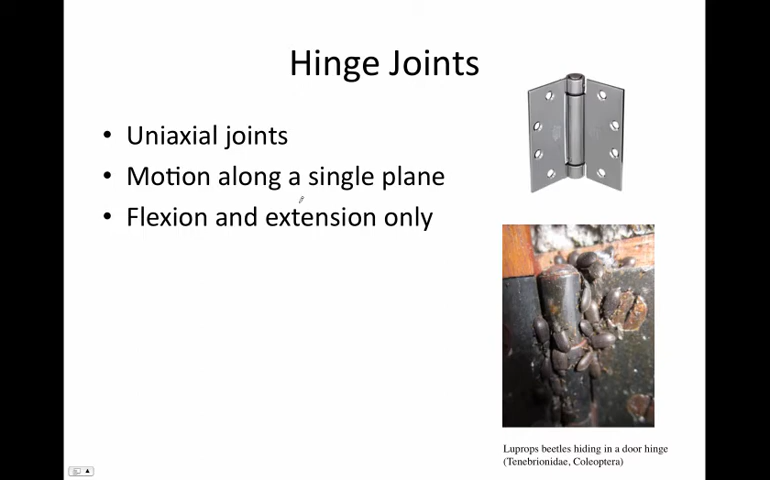 Hinge Joints
• Uniaxial joints
• Motion along a single plane
• Flexion and extension only
Luprops beetles hiding in a door hinge
(Tenebrionidae, Coleoptera)